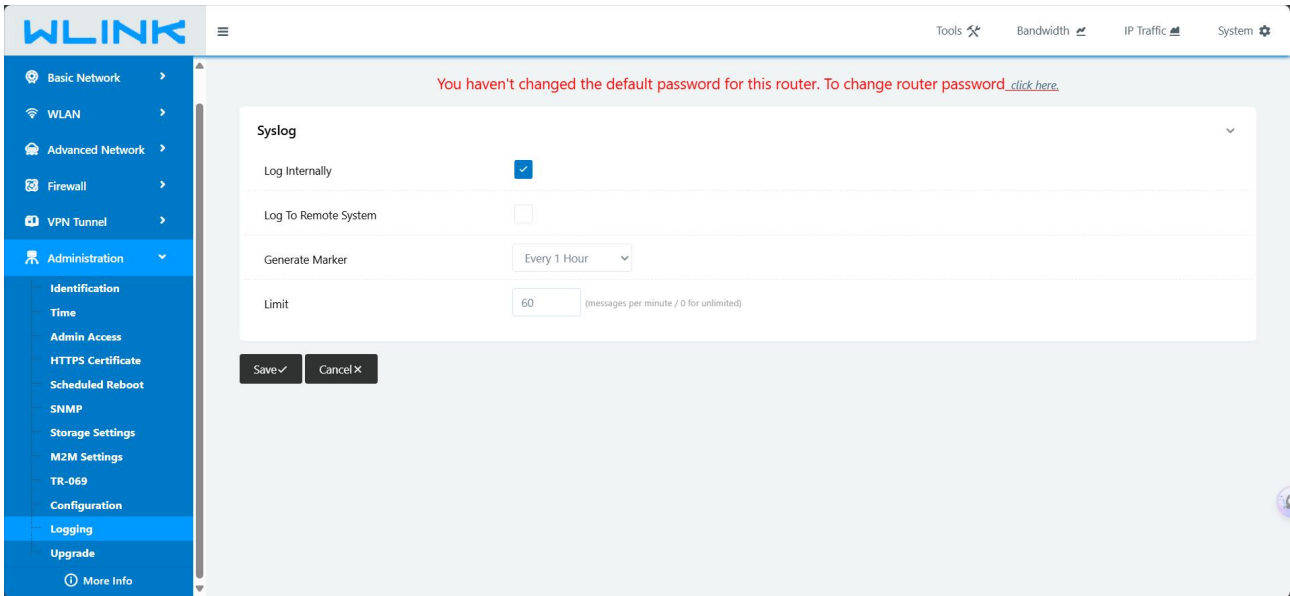 WLINK
Tools
Bandwidth
IP Traffic
System
Basic Network
WLAN
Advanced Network
Firewall
VPN Tunnel
Administration
Identification
Time
Admin Access
HTTPS Certificate
Scheduled Reboot
SNMP
Storage Settings
M2M Settings
TR-069
Configuration
Logging
Upgrade
More Info
You haven't changed the default password for this router. To change router password click here.
Syslog
Log Internally
Log To Remote System
Generate Marker Every 1 Hour
Limit 60 (messages per minute / 0 for unlimited)
Save Cancel